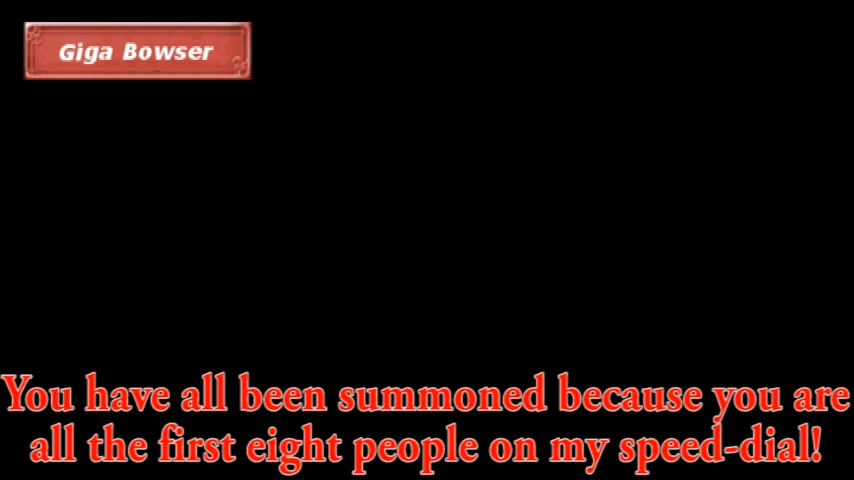 Giga Bowser
You have all been summoned because you are
all the first eight people on my speed-dial!